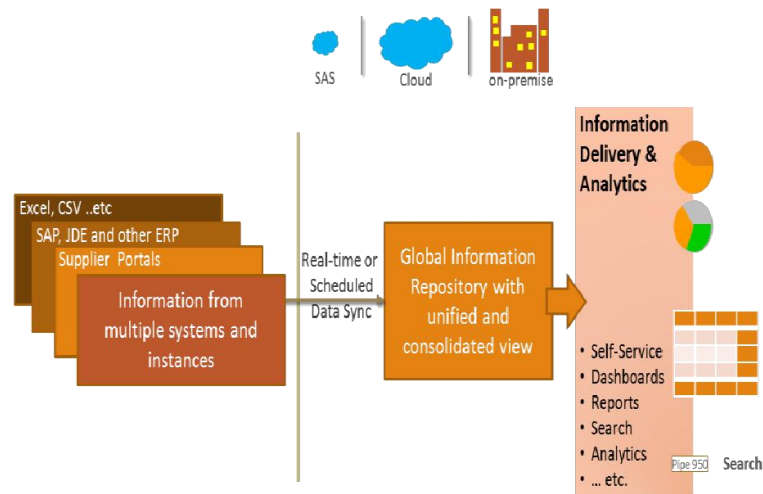 SAS
Cloud
on-premise
Information
Delivery &
Analytics
Excel, CSV ..etc
SAP, JDE and other ERP
Supplier Portals
Information from
multiple systems and
instances
Real-time or
Scheduled
Data Sync
Global Information
Repository with
unified and
consolidated view
• Self-Service
• Dashboards
• Reports
• Search
• Analytics
• ... etc.
Pipe 950
Search